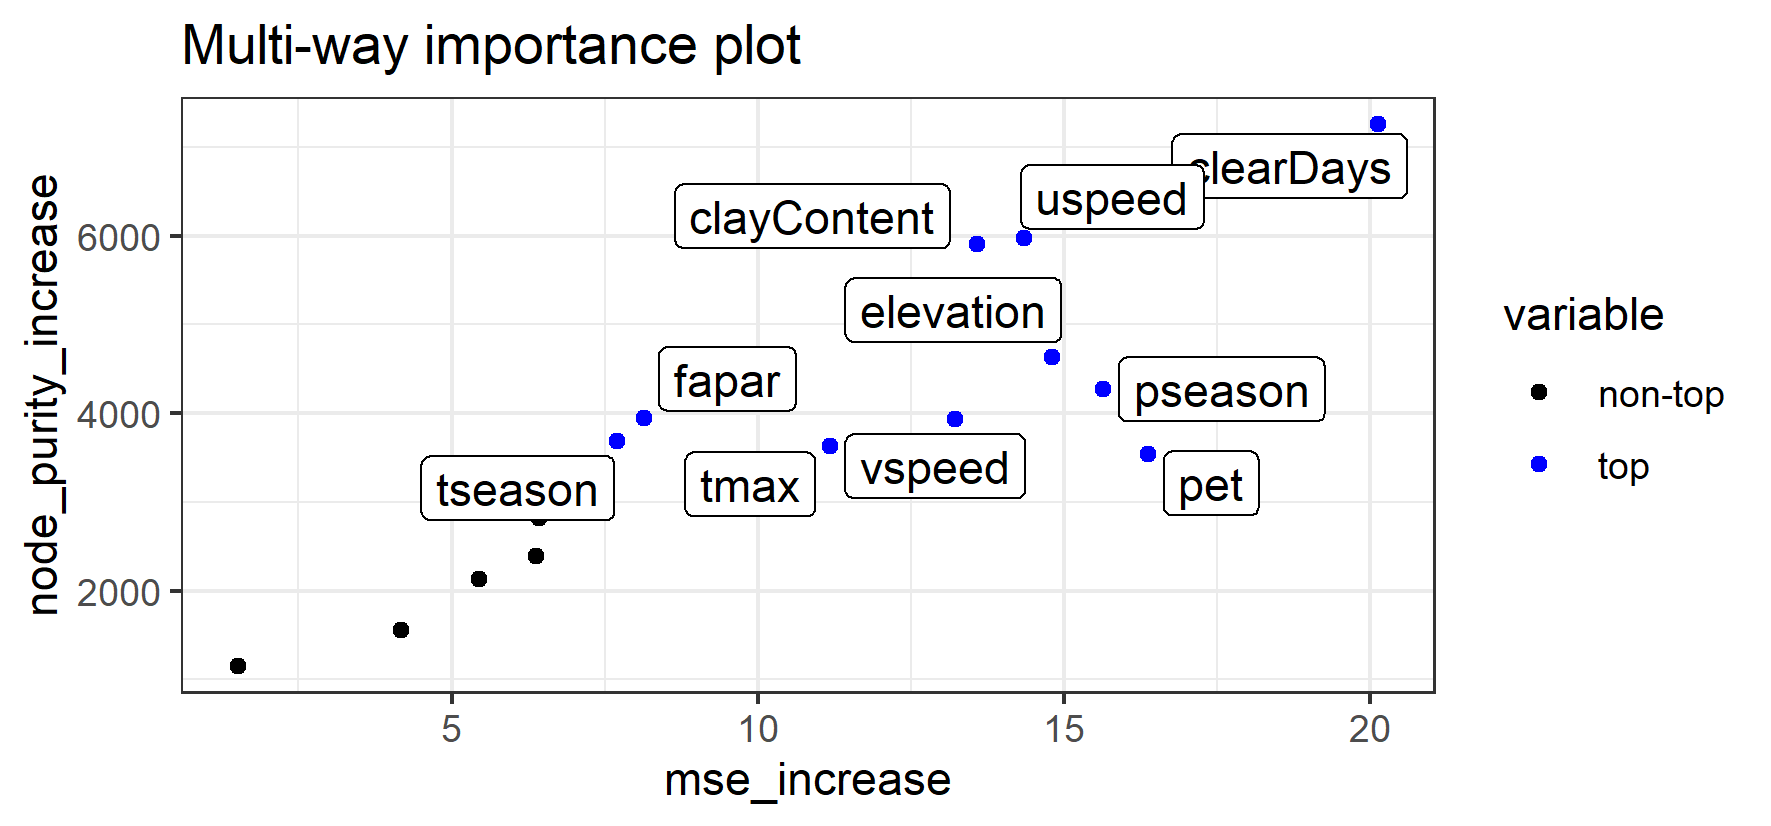 Multi-way importance plot
node_purity_increase
6000
4000
2000
clearDays
uspeed
clayContent
elevation
fapar
pseason
tseason
tmax
vspeed
pet
5
10
15
20
mse_increase
variable
non-top
top